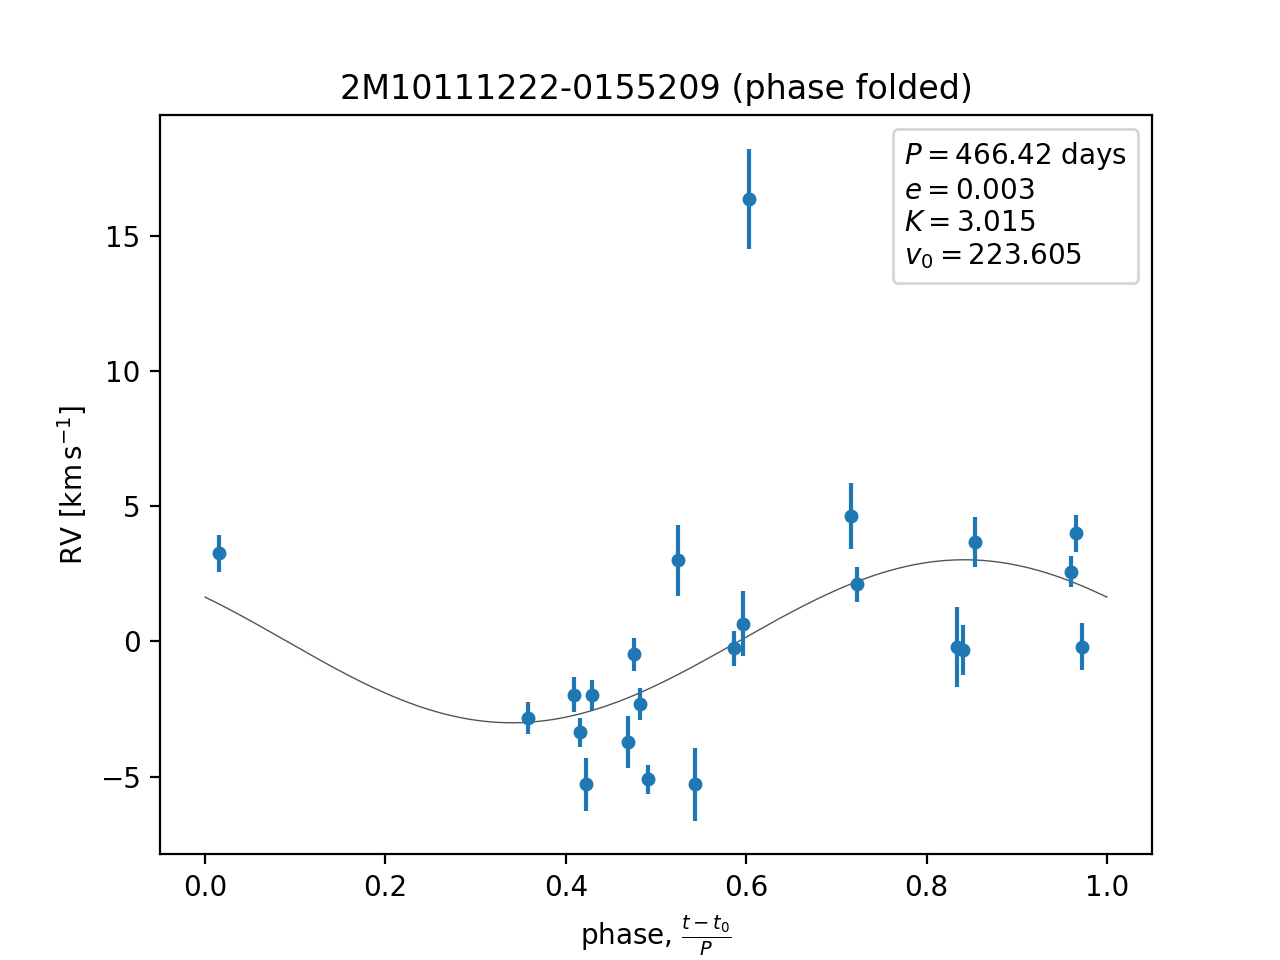 2M10111222-0155209 (phase folded)
P = 466.42 days
e = 0.003
K = 3.015
v₀ = 223.605
RV [km s⁻¹]
15
10
5
0
−5
0.0 0.2 0.4 0.6 0.8 1.0
phase, (t − t₀)/P